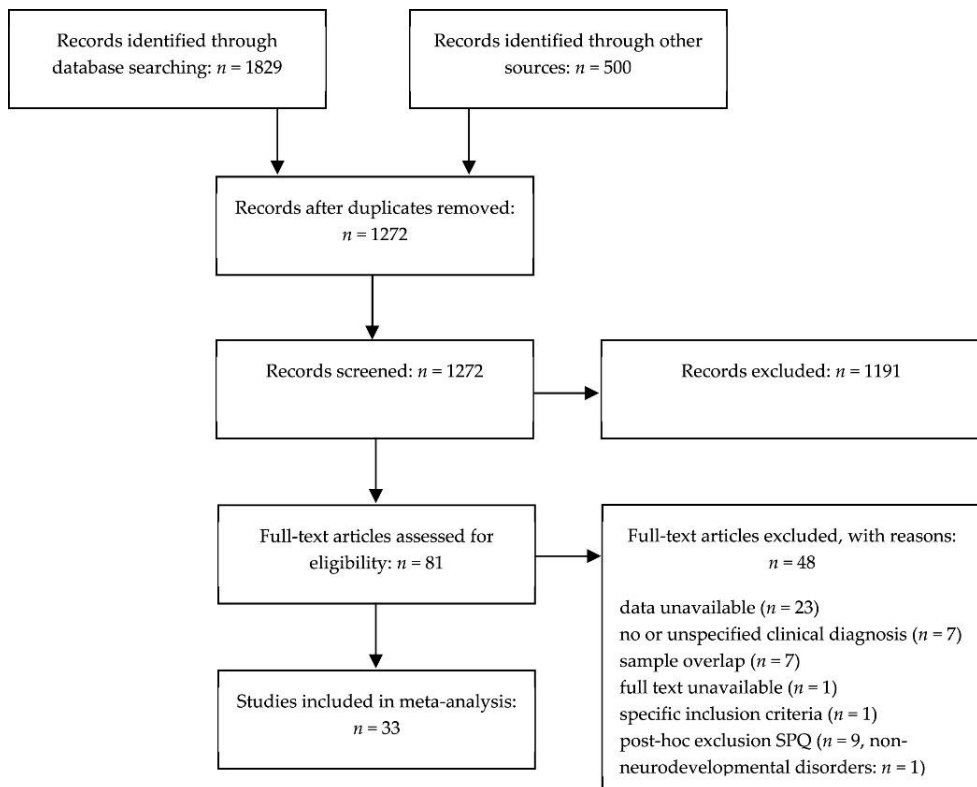 Records identified through
database searching: n = 1829
Records identified through other
sources: n = 500
Records after duplicates removed:
n = 1272
Records screened: n = 1272
Records excluded: n = 1191
Full-text articles assessed for
eligibility: n = 81
Full-text articles excluded, with reasons:
n = 48
data unavailable (n = 23)
no or unspecified clinical diagnosis (n = 7)
sample overlap (n = 7)
full text unavailable (n = 1)
specific inclusion criteria (n = 1)
post-hoc exclusion SPQ (n = 9, non-
neurodevelopmental disorders: n = 1)
Studies included in meta-analysis:
n = 33